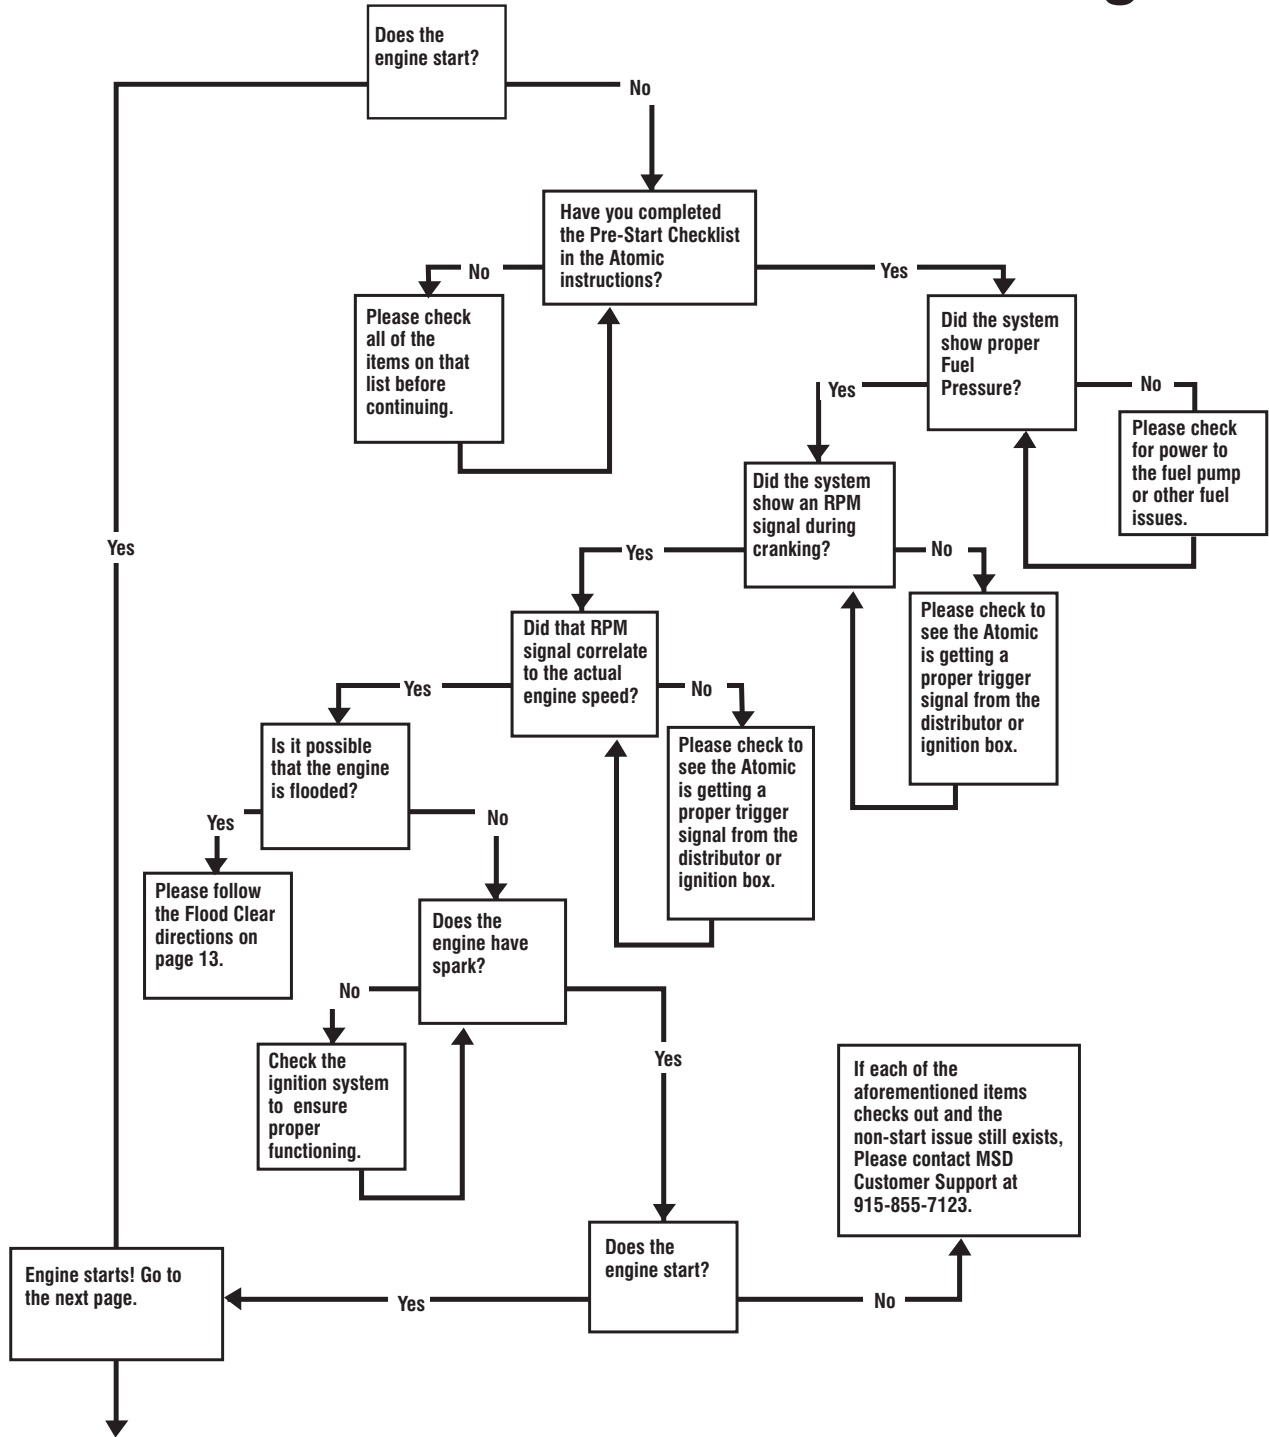 Does the
engine start?
No
Have you completed
the Pre-Start Checklist
in the Atomic
instructions?
No
Yes
Please check
all of the
items on that
list before
continuing.
Did the system
show proper
Fuel
Pressure?
Yes
No
Please check
for power to
the fuel pump
or other fuel
issues.
Did the system
show an RPM
signal during
cranking?
Yes
Yes
No
Please check to
see the Atomic
is getting a
proper trigger
signal from the
distributor or
ignition box.
Did that RPM
signal correlate
to the actual
engine speed?
Yes
No
Please check to
see the Atomic
is getting a
proper trigger
signal from the
distributor or
ignition box.
Is it possible
that the engine
is flooded?
Yes
No
Please follow
the Flood Clear
directions on
page 13.
Does the
engine have
spark?
No
Yes
Check the
ignition system
to  ensure
proper
functioning.
If each of the
aforementioned items
checks out and the
non-start issue still exists,
Please contact MSD
Customer Support at
915-855-7123.
Does the
engine start?
Engine starts! Go to
the next page.
Yes
No